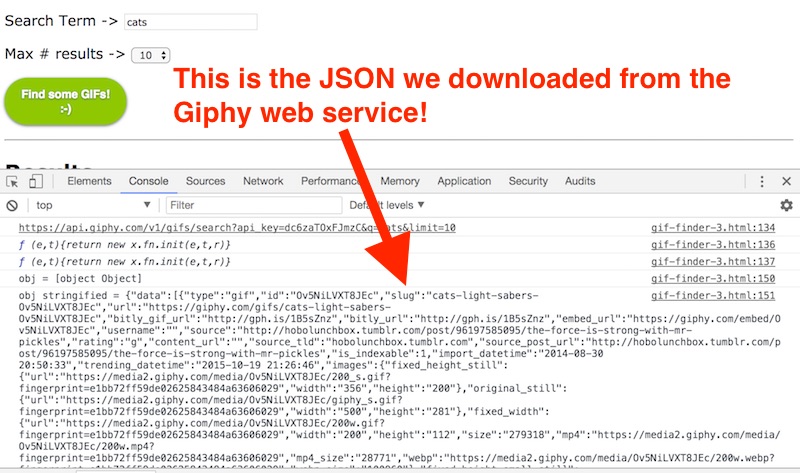 Search Term -> cats
Max # results -> 10
Find some GIFs!
:-)
This is the JSON we downloaded from the
Giphy web service!
Results
Elements Console Sources Network Performance Memory Application Security Audits
top Filter Default levels
https://api.giphy.com/v1/gifs/search?api_key=dc6zaTOxFJmzC&q=cats&limit=10 gif-finder-3.html:134
ƒ (e,t){return new x.fn.init(e,t,r)} gif-finder-3.html:136
ƒ (e,t){return new x.fn.init(e,t,r)} gif-finder-3.html:137
obj = [object Object] gif-finder-3.html:150
obj stringified = {"data":[{"type":"gif","id":"Ov5NiLVXT8JEc","slug":"cats-light-sabers- gif-finder-3.html:151
Ov5NiLVXT8JEc","url":"https://giphy.com/gifs/cats-light-sabers-
Ov5NiLVXT8JEc","bitly_gif_url":"http://gph.is/1B5sZnz","bitly_url":"http://gph.is/1B5sZnz","embed_url":"https://giphy.com/embed/O
v5NiLVXT8JEc","username":"","source":"http://hobolunchbox.tumblr.com/post/96197585095/the-force-is-strong-with-mr-
pickles","rating":"g","content_url":"","source_tld":"hobolunchbox.tumblr.com","source_post_url":"http://hobolunchbox.tumblr.com/p
ost/96197585095/the-force-is-strong-with-mr-pickles","is_indexable":1,"import_datetime":"2014-08-30
20:50:33","trending_datetime":"2015-10-19 21:26:46","images":{"fixed_height_still":
{"url":"https://media2.giphy.com/media/Ov5NiLVXT8JEc/200_s.gif?
fingerprint=e1bb72ff59de02625843484a63606029","width":"356","height":"200"},"original_still":
{"url":"https://media2.giphy.com/media/Ov5NiLVXT8JEc/giphy_s.gif?
fingerprint=e1bb72ff59de02625843484a63606029","width":"500","height":"281"},"fixed_width":
{"url":"https://media2.giphy.com/media/Ov5NiLVXT8JEc/200w.gif?
fingerprint=e1bb72ff59de02625843484a63606029","width":"200","height":"112","size":"279318","mp4":"https://media2.giphy.com/media/
Ov5NiLVXT8JEc/200w.mp4?
fingerprint=e1bb72ff59de02625843484a63606029","mp4_size":"28771","webp":"https://media2.giphy.com/media/Ov5NiLVXT8JEc/200w.webp?